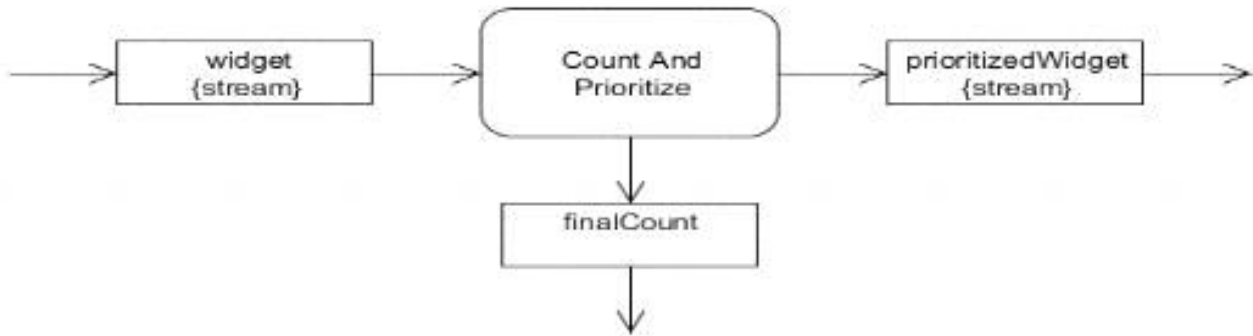 widget
{stream}
Count And
Prioritize
prioritizedWidget
{stream}
finalCount